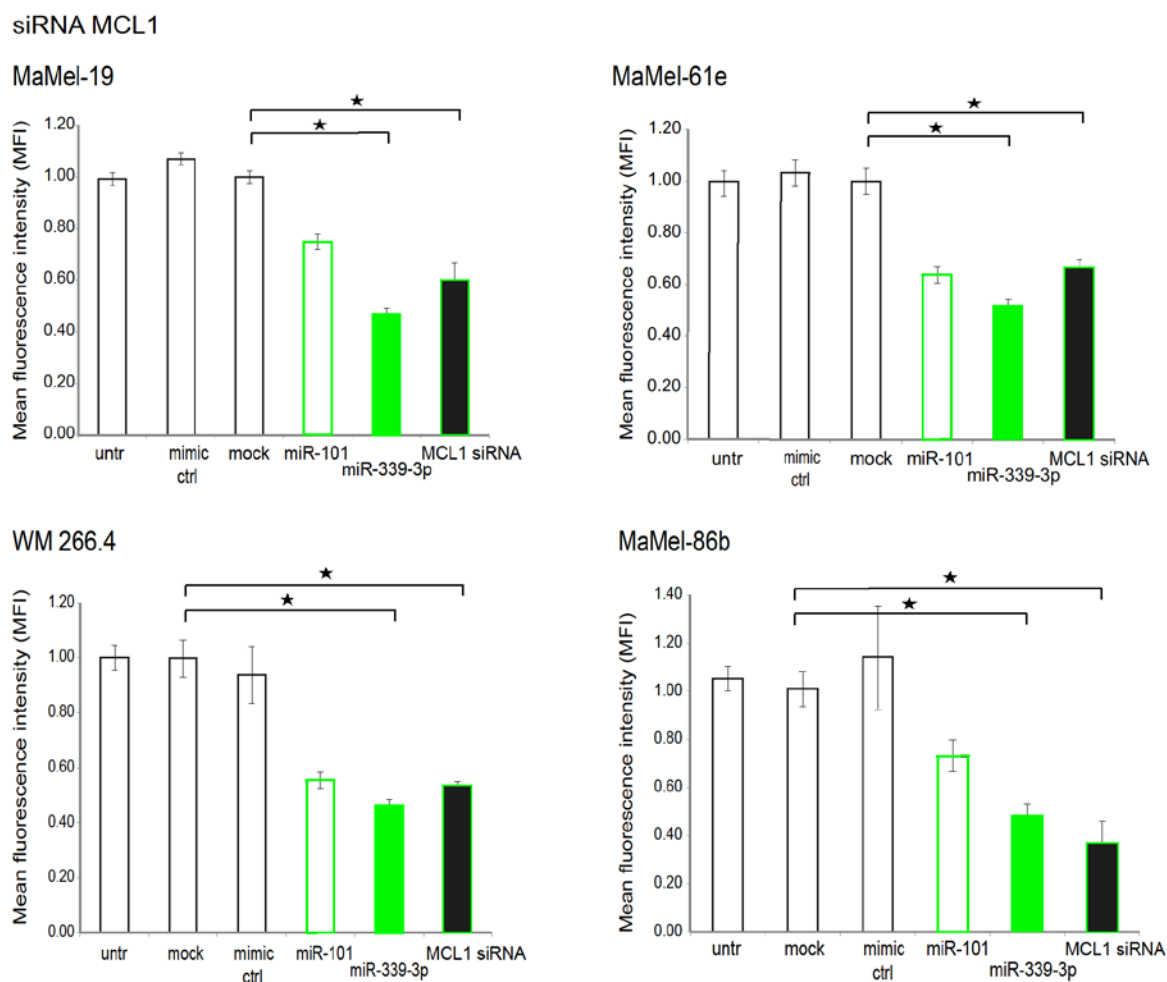 siRNA MCL1
MaMel-19
Mean fluorescence intensity (MFI)
1.20
1.00
0.80
0.60
0.40
0.20
0.00
★
★
untr
mimic
ctrl
mock
miR-101
miR-339-3p
MCL1 siRNA
MaMel-61e
Mean fluorescence intensity (MFI)
1.20
1.00
0.80
0.60
0.40
0.20
0.00
★
★
untr
mimic
ctrl
mock
miR-101
miR-339-3p
MCL1 siRNA
WM 266.4
Mean fluorescence intensity (MFI)
1.20
1.00
0.80
0.60
0.40
0.20
0.00
★
★
untr
mock
mimic
ctrl
miR-101
miR-339-3p
MCL1 siRNA
MaMel-86b
Mean fluorescence intensity (MFI)
1.40
1.20
1.00
0.80
0.60
0.40
0.20
0.00
★
★
untr
mock
mimic
ctrl
miR-101
miR-339-3p
MCL1 siRNA